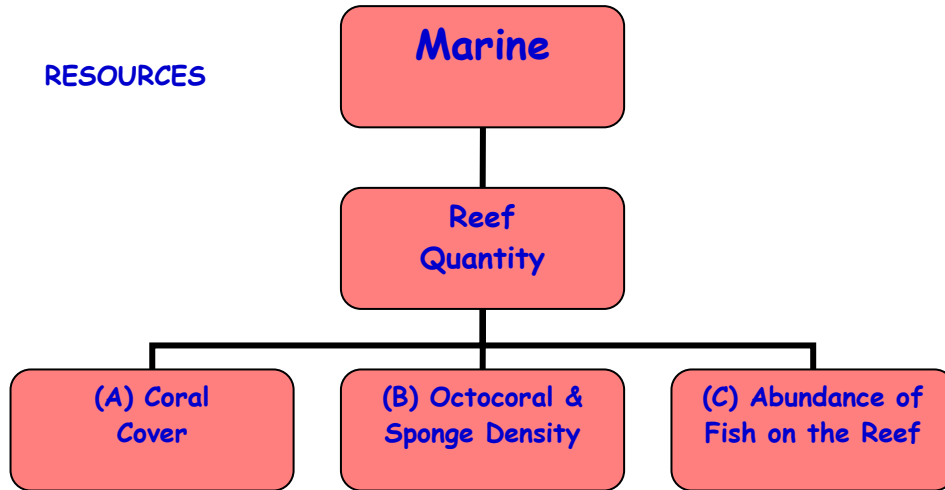 Marine
RESOURCES
Reef
Quantity
(A) Coral
Cover
(B) Octocoral &
Sponge Density
(C) Abundance of
Fish on the Reef